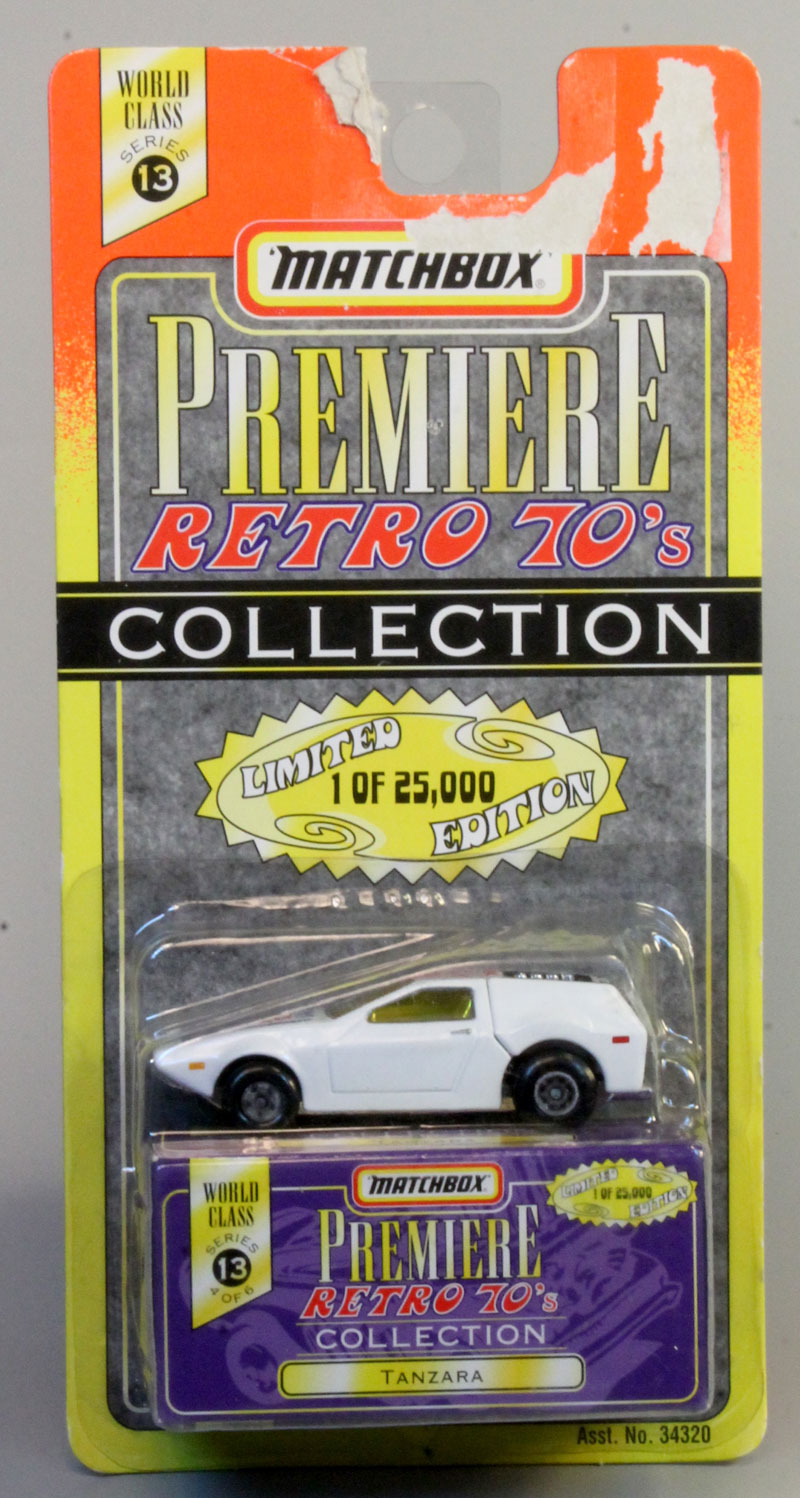 WORLD
CLASS
SERIES
13
MATCHBOX®
PREMIERE
RETRO 70's
COLLECTION
LIMITED
1 OF 25,000
EDITION
WORLD
CLASS
SERIES
13
4 OF 6
MATCHBOX
PREMIERE
RETRO 70's
COLLECTION
TANZARA
LIMITED
1 OF 25,000
EDITION
Asst. No. 34320